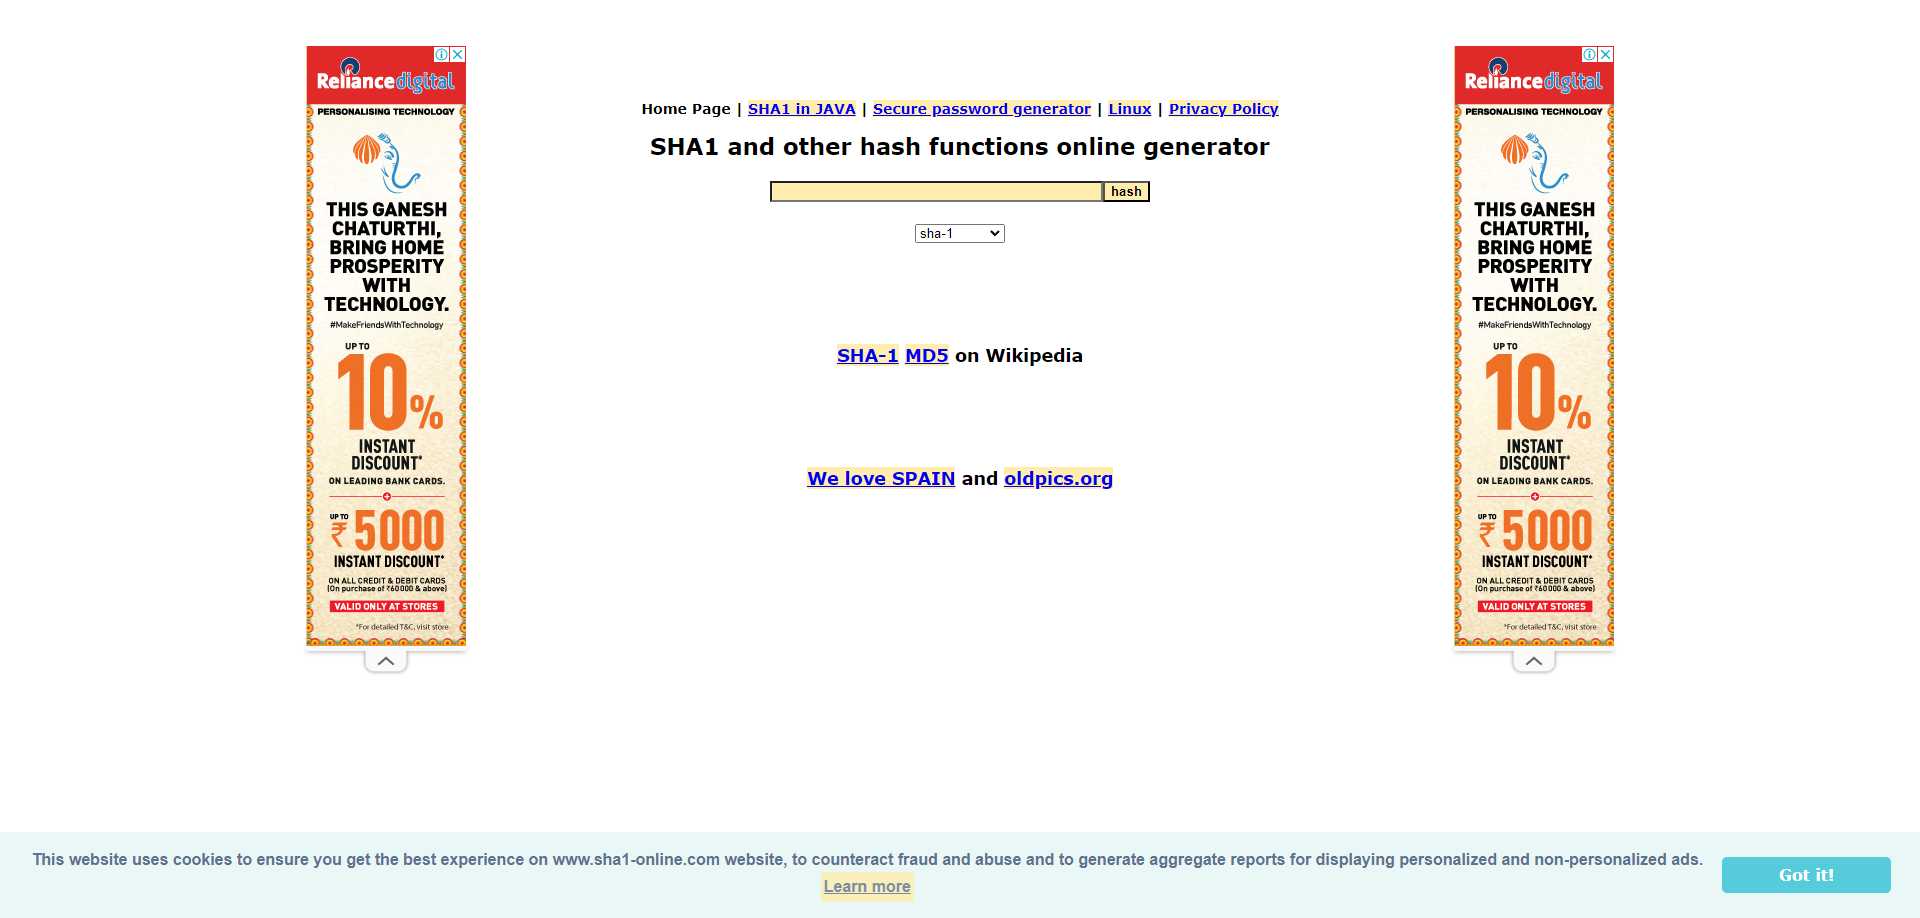 Reliance digital
PERSONALISING TECHNOLOGY
THIS GANESH
CHATURTHI,
BRING HOME
PROSPERITY
WITH
TECHNOLOGY.
#MakeFriendsWithTechnology
UP TO
10%
INSTANT
DISCOUNT*
ON LEADING BANK CARDS.
UP TO
₹5000
INSTANT DISCOUNT*
ON ALL CREDIT & DEBIT CARDS
(On purchase of ₹60000 & above)
VALID ONLY AT STORES
*For detailed T&C, visit store
Home Page | SHA1 in JAVA | Secure password generator | Linux | Privacy Policy
SHA1 and other hash functions online generator
hash
sha-1
SHA-1 MD5 on Wikipedia
We love SPAIN and oldpics.org
Reliance digital
PERSONALISING TECHNOLOGY
THIS GANESH
CHATURTHI,
BRING HOME
PROSPERITY
WITH
TECHNOLOGY.
#MakeFriendsWithTechnology
UP TO
10%
INSTANT
DISCOUNT*
ON LEADING BANK CARDS.
UP TO
₹5000
INSTANT DISCOUNT*
ON ALL CREDIT & DEBIT CARDS
(On purchase of ₹60000 & above)
VALID ONLY AT STORES
*For detailed T&C, visit store
This website uses cookies to ensure you get the best experience on www.sha1-online.com website, to counteract fraud and abuse and to generate aggregate reports for displaying personalized and non-personalized ads.
Learn more
Got it!